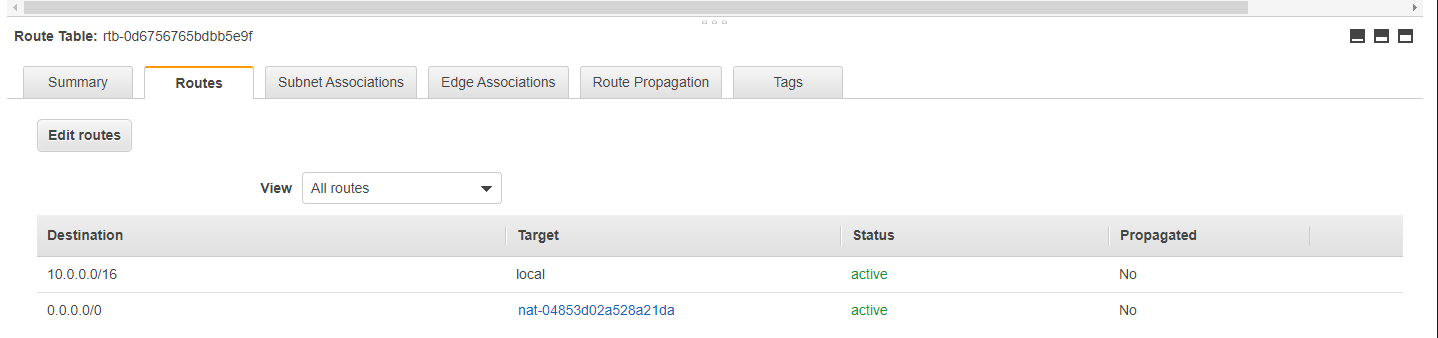 Route Table: rtb-0d6756765bdbb5e9f
Summary Routes Subnet Associations Edge Associations Route Propagation Tags
Edit routes
View All routes
Destination Target Status Propagated
10.0.0.0/16 local active No
0.0.0.0/0 nat-04853d02a528a21da active No